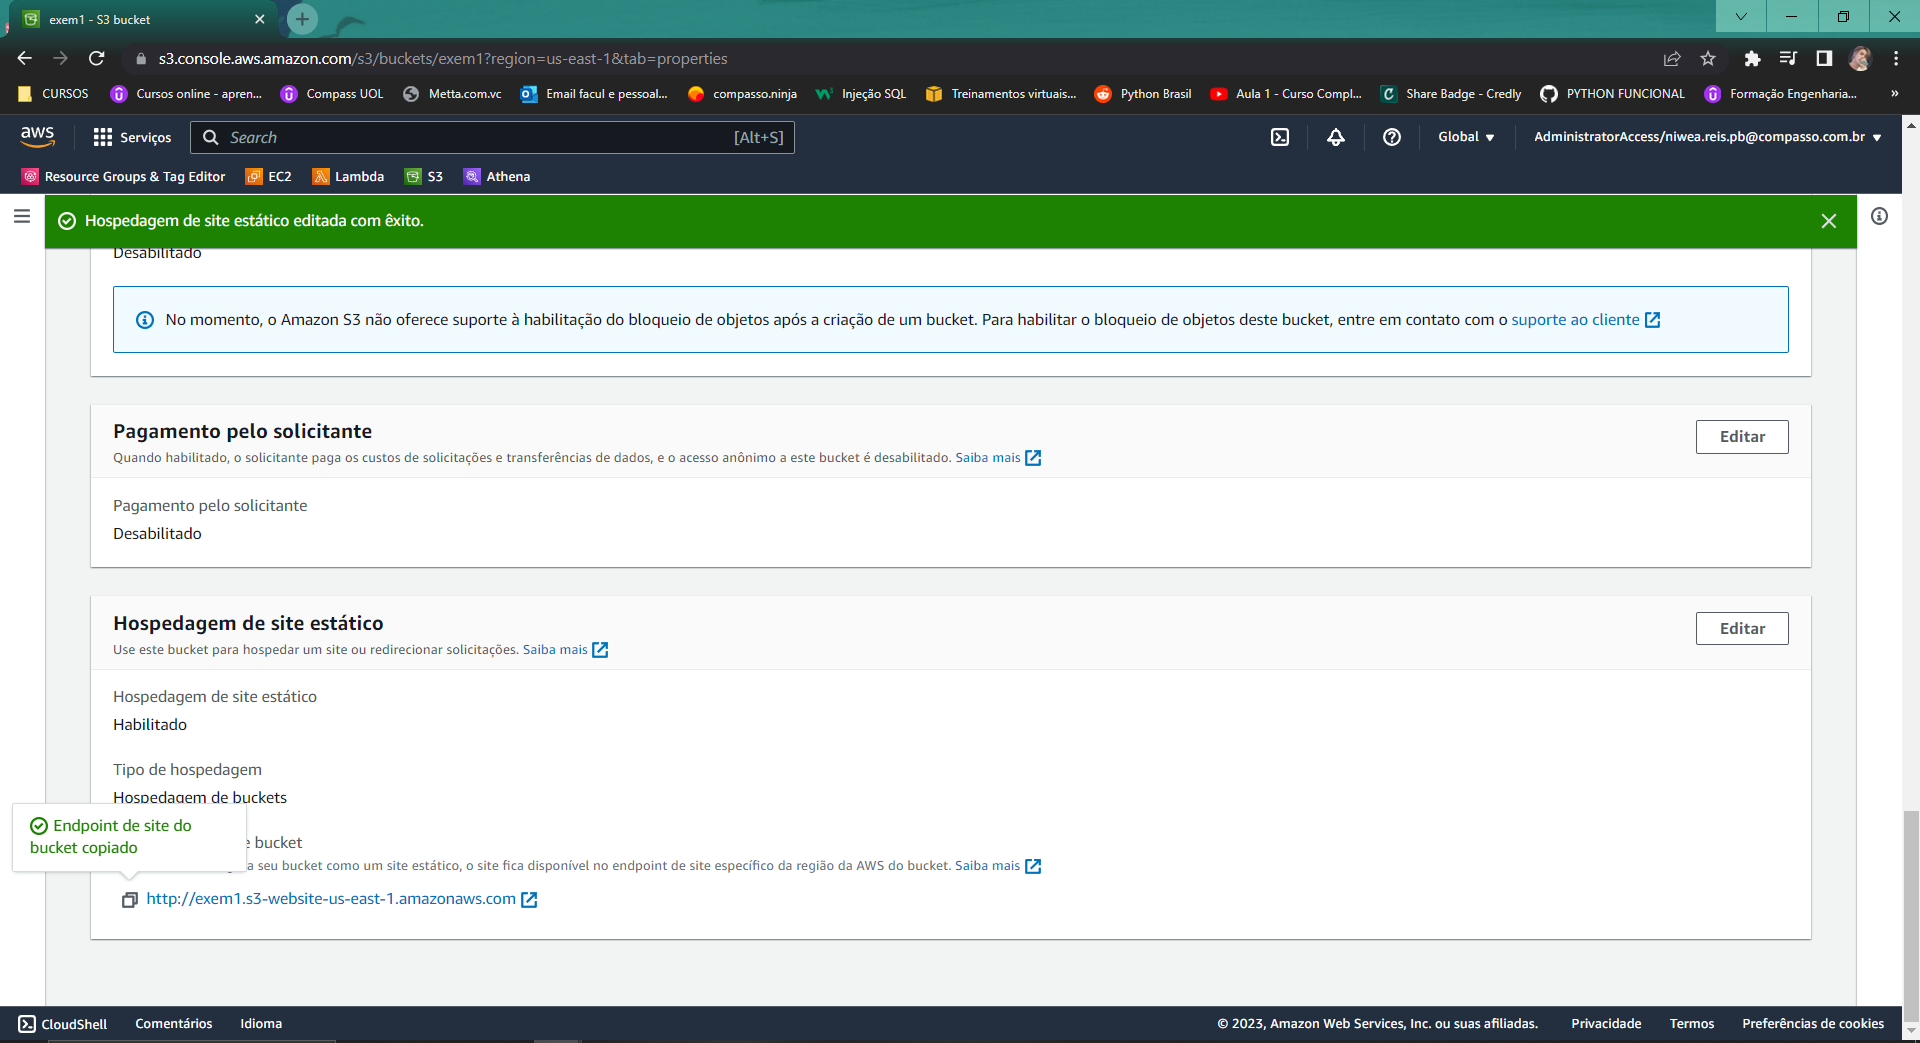 exem1 - S3 bucket
s3.console.aws.amazon.com/s3/buckets/exem1?region=us-east-1&tab=properties
CURSOS
Cursos online - apren...
Compass UOL
Metta.com.vc
Email facul e pessoal...
compasso.ninja
Injeção SQL
Treinamentos virtuais...
Python Brasil
Aula 1 - Curso Compl...
Share Badge - Credly
PYTHON FUNCIONAL
Formação Engenharia...
»
aws
Serviços
Search
[Alt+S]
Global
AdministratorAccess/niwea.reis.pb@compasso.com.br
Resource Groups & Tag Editor
EC2
Lambda
S3
Athena
Hospedagem de site estático editada com êxito.
Desabilitado
No momento, o Amazon S3 não oferece suporte à habilitação do bloqueio de objetos após a criação de um bucket. Para habilitar o bloqueio de objetos deste bucket, entre em contato com o suporte ao cliente
Pagamento pelo solicitante
Editar
Quando habilitado, o solicitante paga os custos de solicitações e transferências de dados, e o acesso anônimo a este bucket é desabilitado. Saiba mais
Pagamento pelo solicitante
Desabilitado
Hospedagem de site estático
Editar
Use este bucket para hospedar um site ou redirecionar solicitações. Saiba mais
Hospedagem de site estático
Habilitado
Tipo de hospedagem
Hospedagem de buckets
Endpoint de site do
bucket copiado
e bucket
a seu bucket como um site estático, o site fica disponível no endpoint de site específico da região da AWS do bucket. Saiba mais
http://exem1.s3-website-us-east-1.amazonaws.com
CloudShell
Comentários
Idioma
© 2023, Amazon Web Services, Inc. ou suas afiliadas.
Privacidade
Termos
Preferências de cookies